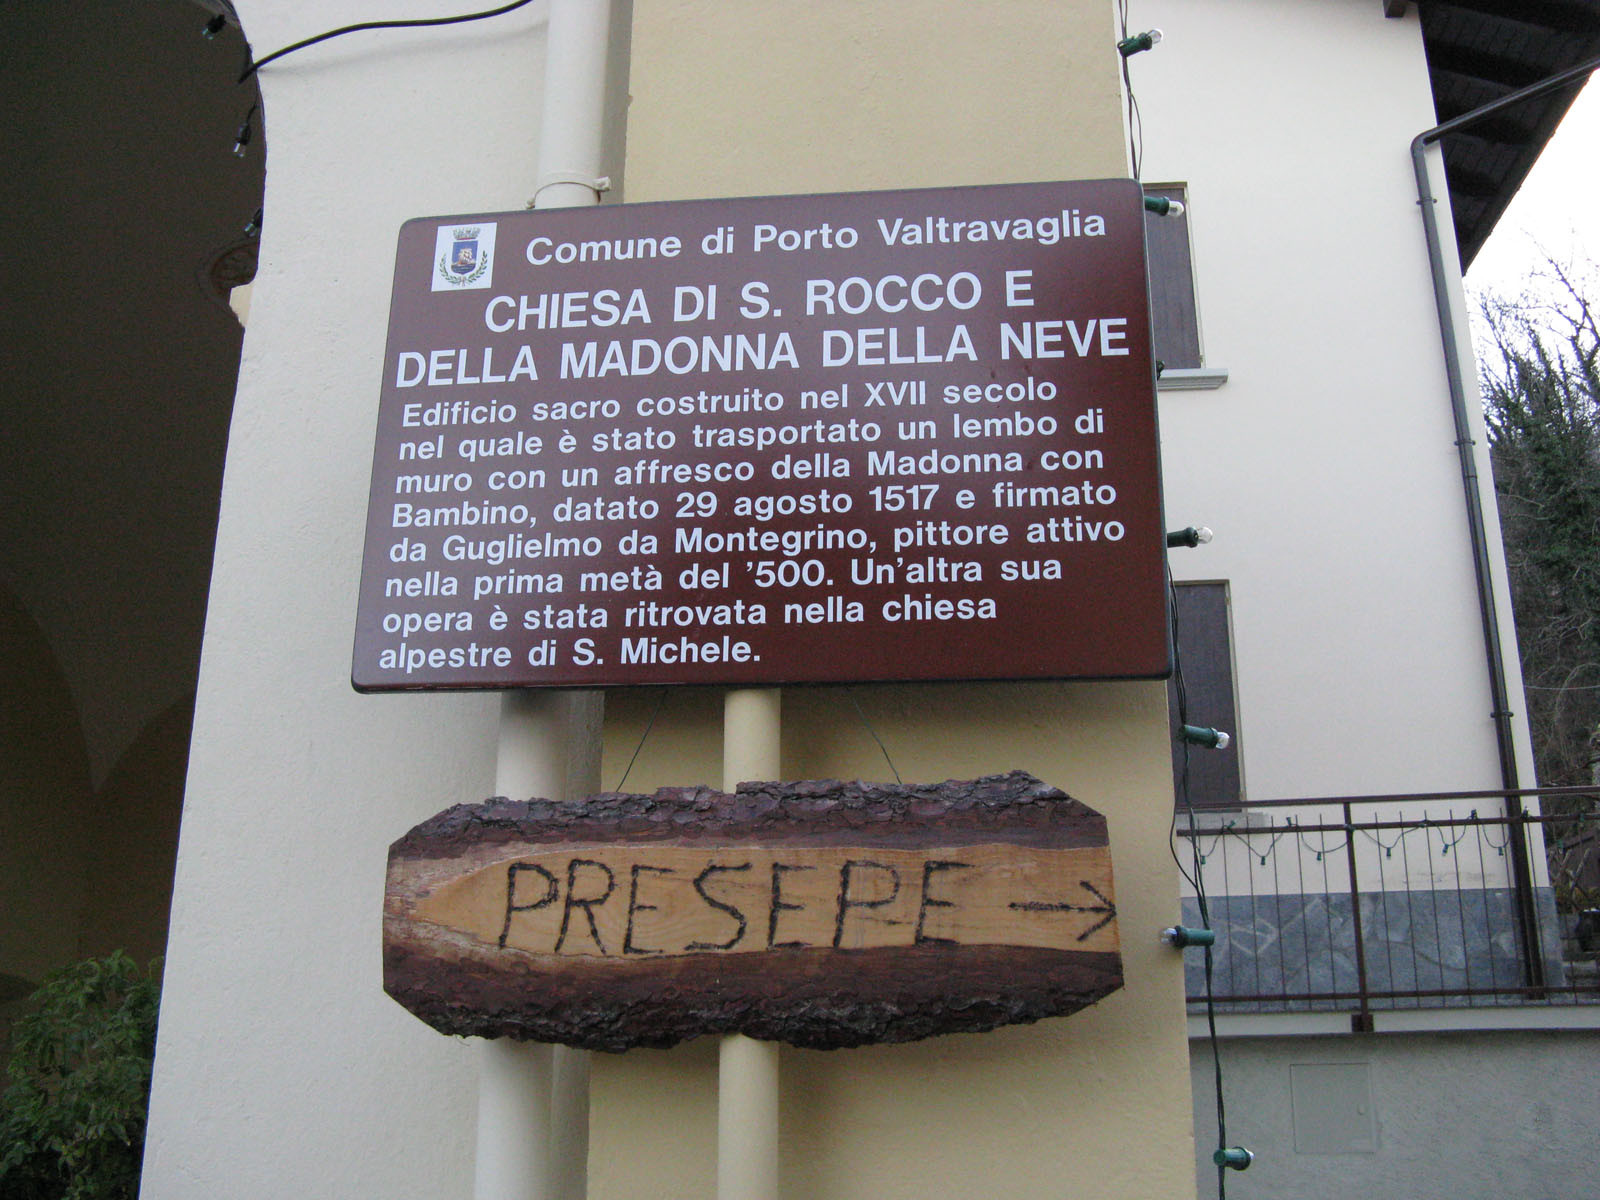 Comune di Porto Valtravaglia
CHIESA DI S. ROCCO E
DELLA MADONNA DELLA NEVE
Edificio sacro costruito nel XVII secolo
nel quale è stato trasportato un lembo di
muro con un affresco della Madonna con
Bambino, datato 29 agosto 1517 e firmato
da Guglielmo da Montegrino, pittore attivo
nella prima metà del '500. Un'altra sua
opera è stata ritrovata nella chiesa
alpestre di S. Michele.
PRESEPE →